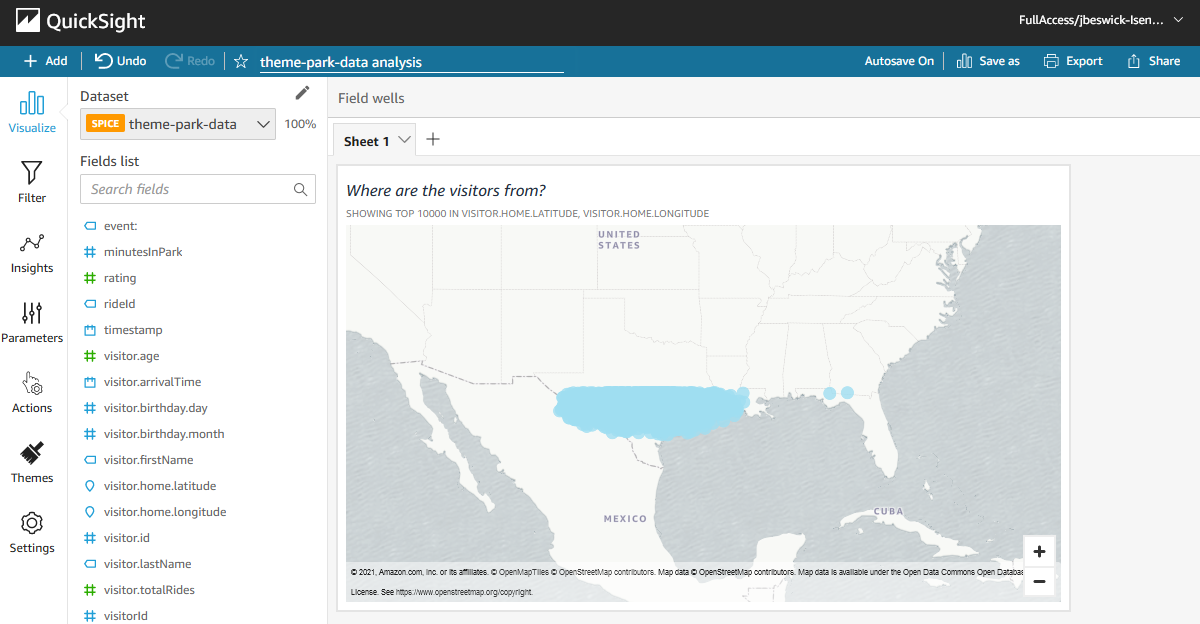 QuickSight
FullAccess/jbeswick-Isen...
Add
Undo
Redo
theme-park-data analysis
Autosave On
Save as
Export
Share
Visualize
Filter
Insights
Parameters
Actions
Themes
Settings
Dataset
SPICE theme-park-data
100%
Fields list
Search fields
event:
minutesInPark
rating
rideId
timestamp
visitor.age
visitor.arrivalTime
visitor.birthday.day
visitor.birthday.month
visitor.firstName
visitor.home.latitude
visitor.home.longitude
visitor.id
visitor.lastName
visitor.totalRides
visitorId
Field wells
Sheet 1
Where are the visitors from?
SHOWING TOP 10000 IN VISITOR.HOME.LATITUDE, VISITOR.HOME.LONGITUDE
UNITED
STATES
MEXICO
CUBA
© 2021, Amazon.com, Inc. or its affiliates. © OpenMapTiles © OpenStreetMap contributors. Map data © OpenStreetMap contributors. Map data is available under the Open Data Commons Open Databas
License. See https://www.openstreetmap.org/copyright.